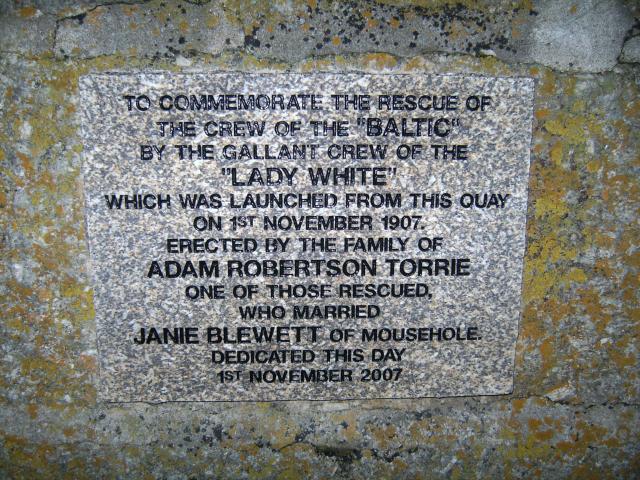 TO COMMEMORATE THE RESCUE OF
THE CREW OF THE "BALTIC"
BY THE GALLANT CREW OF THE
"LADY WHITE"
WHICH WAS LAUNCHED FROM THIS QUAY
ON 1ST NOVEMBER 1907.
ERECTED BY THE FAMILY OF
ADAM ROBERTSON TORRIE
ONE OF THOSE RESCUED,
WHO MARRIED
JANIE BLEWETT OF MOUSEHOLE.
DEDICATED THIS DAY
1ST NOVEMBER 2007